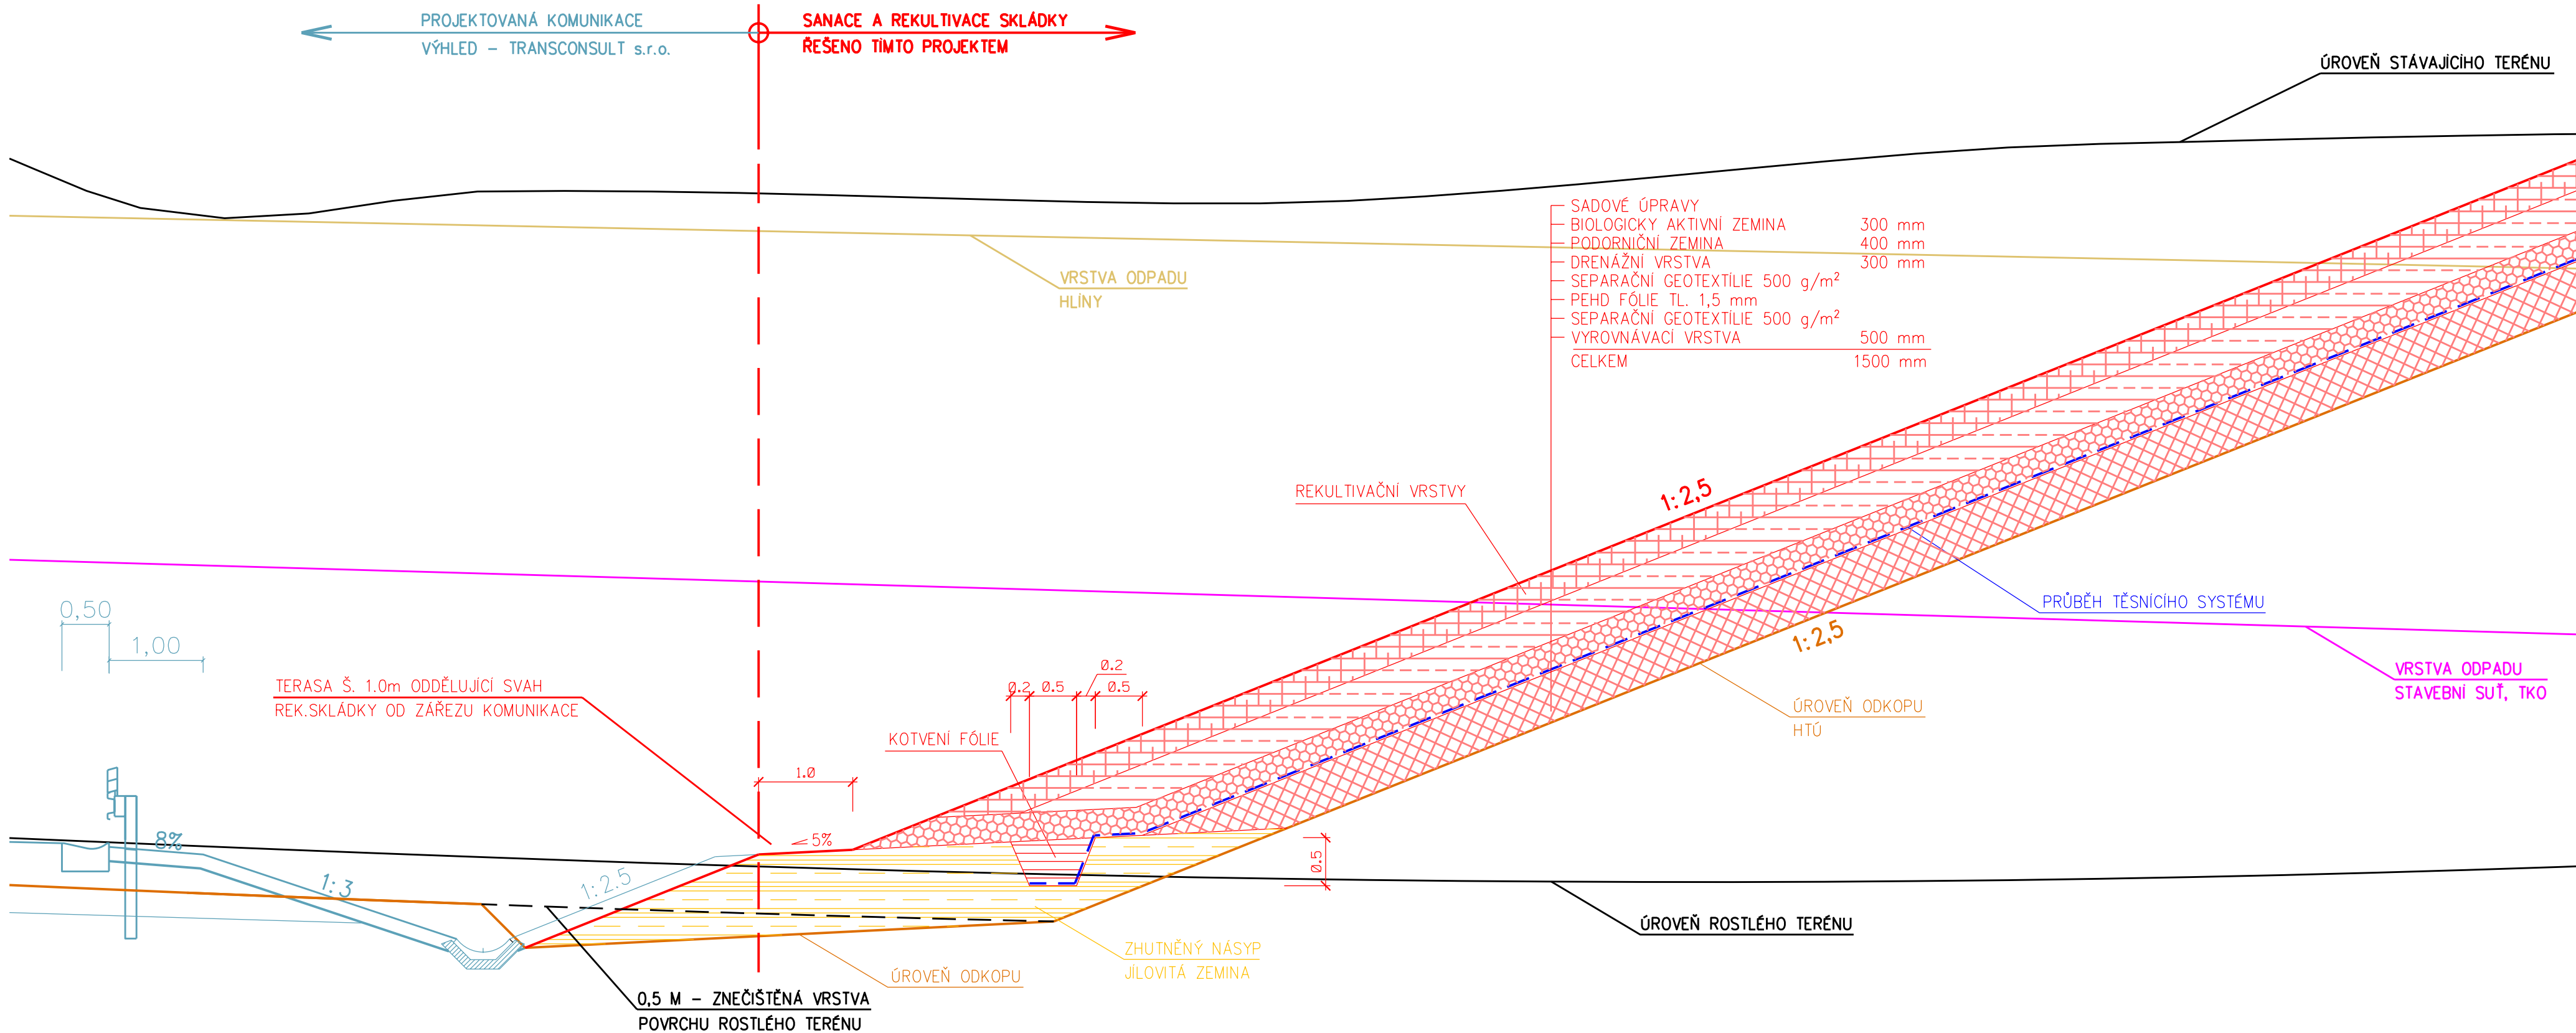 PROJEKTOVANÁ KOMUNIKACE
VÝHLED – TRANSCONSULT s.r.o.
SANACE A REKULTIVACE SKLÁDKY
ŘEŠENO TÍMTO PROJEKTEM
ÚROVEŇ STÁVAJÍCÍHO TERÉNU
SADOVÉ ÚPRAVY
BIOLOGICKY AKTIVNÍ ZEMINA 300 mm
PODORNIČNÍ ZEMINA 400 mm
DRENÁŽNÍ VRSTVA 300 mm
SEPARAČNÍ GEOTEXTÍLIE 500 g/m²
PEHD FÓLIE TL. 1,5 mm
SEPARAČNÍ GEOTEXTÍLIE 500 g/m²
VYROVNÁVACÍ VRSTVA 500 mm
CELKEM 1500 mm
VRSTVA ODPADU
HLÍNY
REKULTIVAČNÍ VRSTVY
1:2,5
PRŮBĚH TĚSNÍCÍHO SYSTÉMU
1:2,5
0,50
1,00
VRSTVA ODPADU
STAVEBNÍ SUŤ, TKO
TERASA Š. 1.0m ODDĚLUJÍCÍ SVAH
REK.SKLÁDKY OD ZÁŘEZU KOMUNIKACE
0.2
0.2 0.5 0.5
ÚROVEŇ ODKOPU
HTÚ
KOTVENÍ FÓLIE
1.0
8%
5%
0.5
1:3
1:2.5
ÚROVEŇ ROSTLÉHO TERÉNU
ZHUTNĚNÝ NÁSYP
JÍLOVITÁ ZEMINA
ÚROVEŇ ODKOPU
0,5 M – ZNEČIŠTĚNÁ VRSTVA
POVRCHU ROSTLÉHO TERÉNU